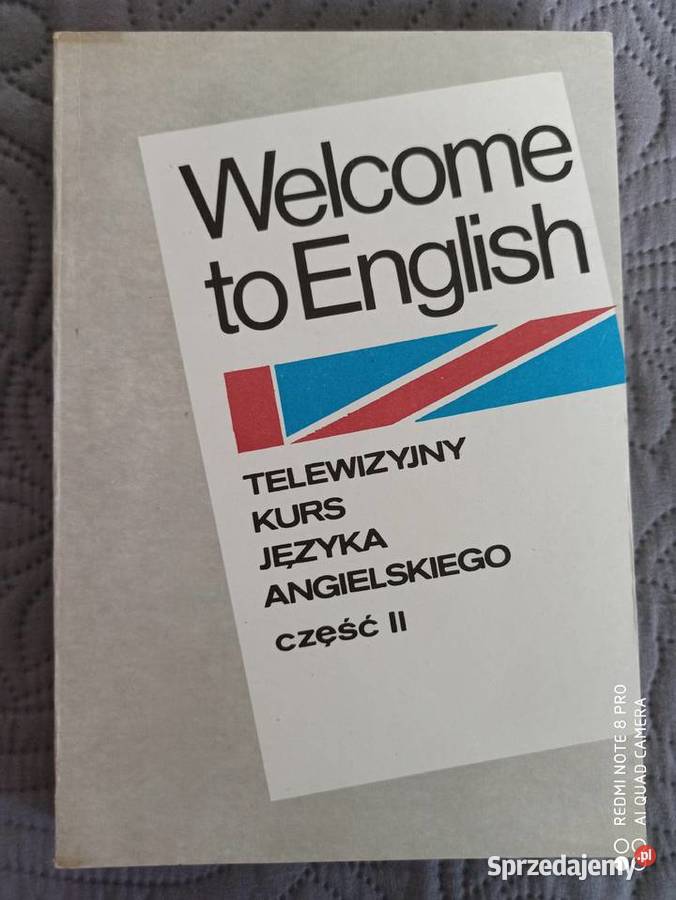 Welcome
to English
TELEWIZYJNY
KURS
JĘZYKA
ANGIELSKIEGO
część II
REDMI NOTE 8 PRO
AI QUAD CAMERA
Sprzedajemy.pl